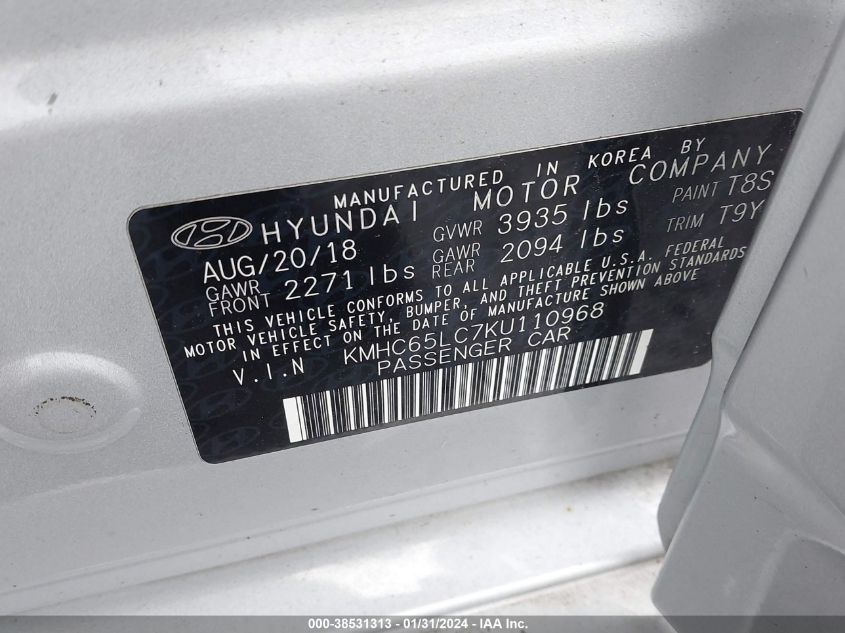 MANUFACTURED IN KOREA BY
HYUNDAI MOTOR COMPANY
AUG/20/18 GVWR 3935 lbs PAINT T8S
GAWR FRONT 2271 lbs GAWR REAR 2094 lbs TRIM T9Y
THIS VEHICLE CONFORMS TO ALL APPLICABLE U.S.A. FEDERAL
MOTOR VEHICLE SAFETY, BUMPER, AND THEFT PREVENTION STANDARDS
IN EFFECT ON THE DATE OF MANUFACTURE SHOWN ABOVE
V.I.N KMHC65LC7KU110968
PASSENGER CAR
000-38531313 - 01/31/2024 - IAA Inc.